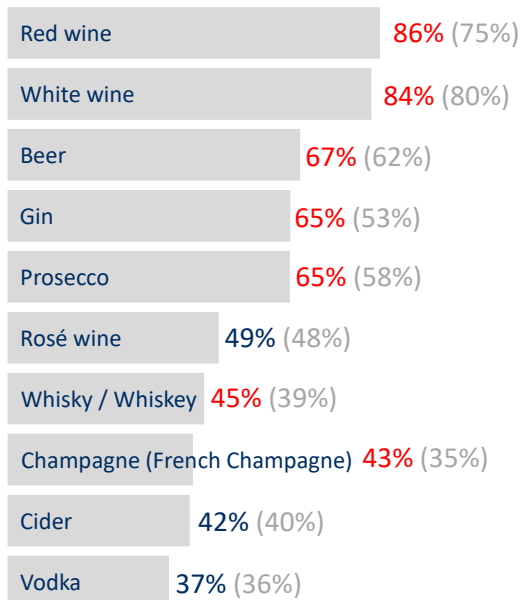 Red wine 86% (75%)
White wine 84% (80%)
Beer 67% (62%)
Gin 65% (53%)
Prosecco 65% (58%)
Rosé wine 49% (48%)
Whisky / Whiskey 45% (39%)
Champagne (French Champagne) 43% (35%)
Cider 42% (40%)
Vodka 37% (36%)